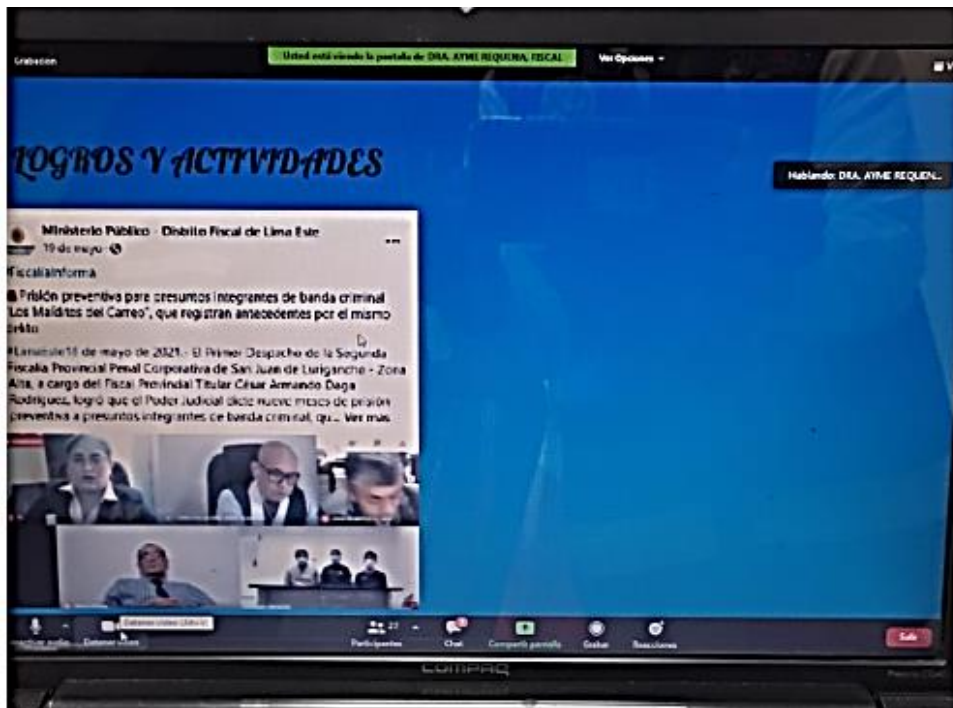 Grabacion
Usted está viendo la pantalla de DRA. AYME REQUENA, FISCAL
Ver Opciones
LOGROS Y ACTIVIDADES
Hablando: DRA. AYME REQUEN...
Ministerio Público - Distrito Fiscal de Lima Este
19 de mayo
#FiscalíaInforma
Prisión preventiva para presuntos integrantes de banda criminal
"Los Malditos del Carreo", que registran antecedentes por el mismo
delito
#LimaEste18 de mayo de 2021.- El Primer Despacho de la Segunda
Fiscalía Provincial Penal Corporativa de San Juan de Lurigancho - Zona
Alta, a cargo del Fiscal Provincial Titular César Armando Daga
Rodríguez, logró que el Poder Judicial dicte nueve meses de prisión
preventiva a presuntos integrantes de banda criminal, qu... Ver más
Detener video (Alt+V)
Detener video
Participantes
22
Chat
Compartir pantalla
Grabar
Reacciones
Salir
COMPAQ